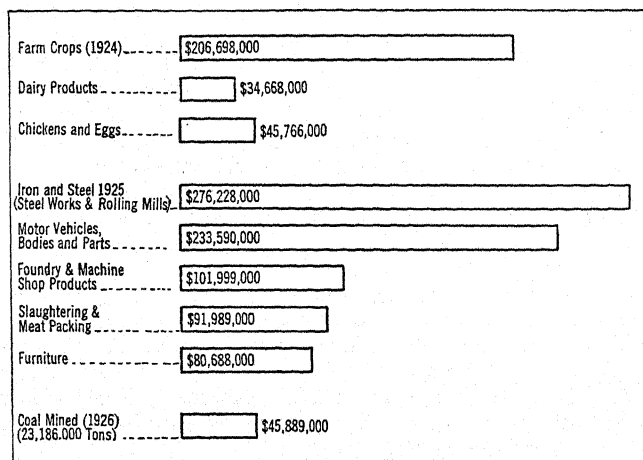 Farm Crops (1924) $206,698,000
Dairy Products $34,668,000
Chickens and Eggs $45,766,000
Iron and Steel 1925
(Steel Works & Rolling Mills) $276,228,000
Motor Vehicles,
Bodies and Parts $233,590,000
Foundry & Machine
Shop Products $101,999,000
Slaughtering &
Meat Packing $91,989,000
Furniture $80,688,000
Coal Mined (1926)
(23,186.000 Tons) $45,889,000